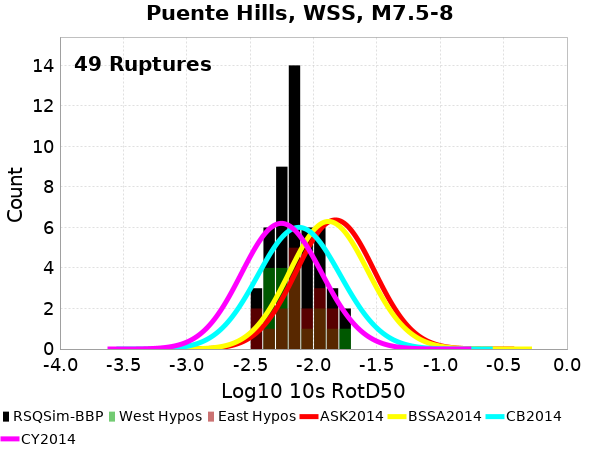 Puente Hills, WSS, M7.5-8
49 Ruptures
Count
14
12
10
8
6
4
2
0
-4.0 -3.5 -3.0 -2.5 -2.0 -1.5 -1.0 -0.5 0.0
Log10 10s RotD50
RSQSim-BBP West Hypos East Hypos ASK2014 BSSA2014 CB2014
CY2014